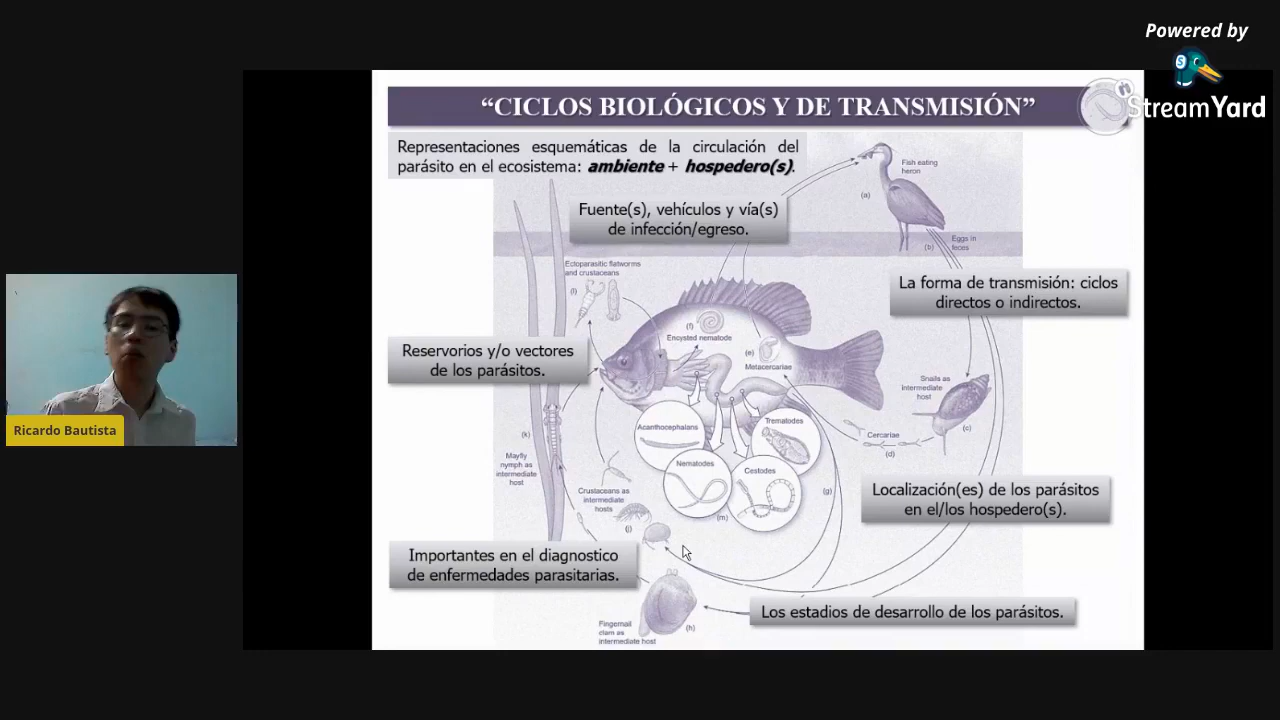 Powered by
StreamYard
“CICLOS BIOLÓGICOS Y DE TRANSMISIÓN”
Representaciones esquemáticas de la circulación del
parásito en el ecosistema: ambiente + hospedero(s).
Fish eating
heron
(a)
Fuente(s), vehículos y vía(s)
de infección/egreso.
(b)
Eggs in
feces
Ectoparasitic flatworms
and crustaceans
(l)
La forma de transmisión: ciclos
directos o indirectos.
(f)
Encysted nematode
(e)
Metacercariae
Reservorios y/o vectores
de los parásitos.
Snails as
intermediate
host
(c)
Ricardo Bautista
Acanthocephalans
Trematodes
Cercariae
(d)
(k)
Mayfly
nymph as
intermediate
host
Nematodes
Cestodes
(m)
(g)
Crustaceans as
intermediate
hosts
(j)
Localización(es) de los parásitos
en el/los hospedero(s).
Importantes en el diagnostico
de enfermedades parasitarias.
Los estadios de desarrollo de los parásitos.
Fingernail
clam as
intermediate host
(h)